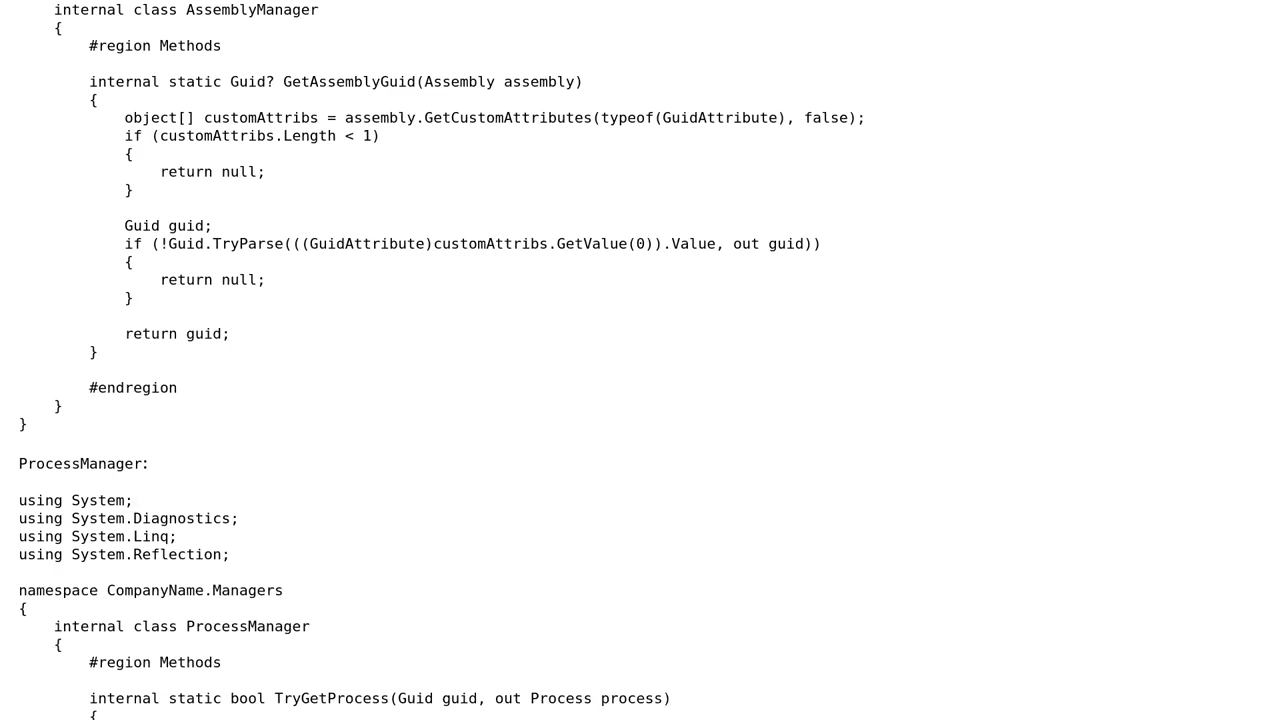 internal class AssemblyManager
    {
        #region Methods

        internal static Guid? GetAssemblyGuid(Assembly assembly)
        {
            object[] customAttribs = assembly.GetCustomAttributes(typeof(GuidAttribute), false);
            if (customAttribs.Length < 1)
            {
                return null;
            }

            Guid guid;
            if (!Guid.TryParse(((GuidAttribute)customAttribs.GetValue(0)).Value, out guid))
            {
                return null;
            }

            return guid;
        }

        #endregion
    }
}

ProcessManager:

using System;
using System.Diagnostics;
using System.Linq;
using System.Reflection;

namespace CompanyName.Managers
{
    internal class ProcessManager
    {
        #region Methods

        internal static bool TryGetProcess(Guid guid, out Process process)
        {